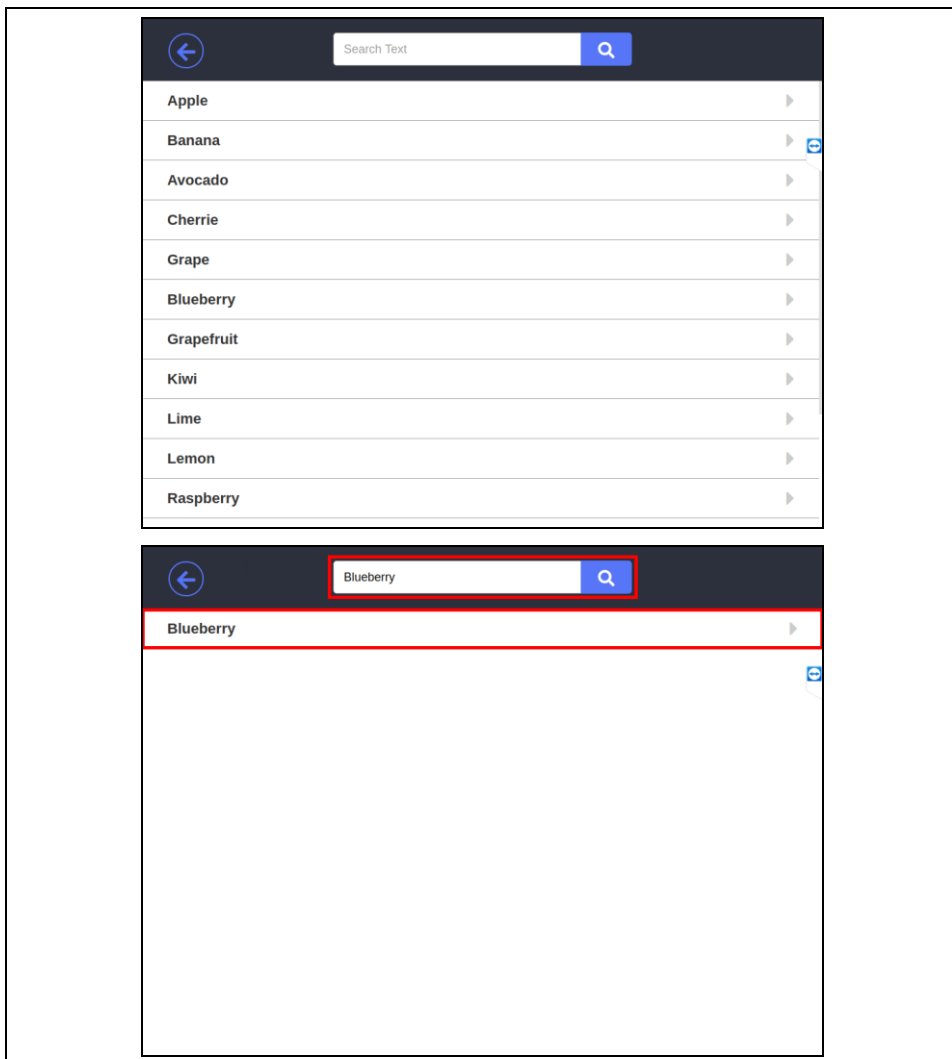 Search Text
Apple
Banana
Avocado
Cherrie
Grape
Blueberry
Grapefruit
Kiwi
Lime
Lemon
Raspberry
Blueberry
Blueberry